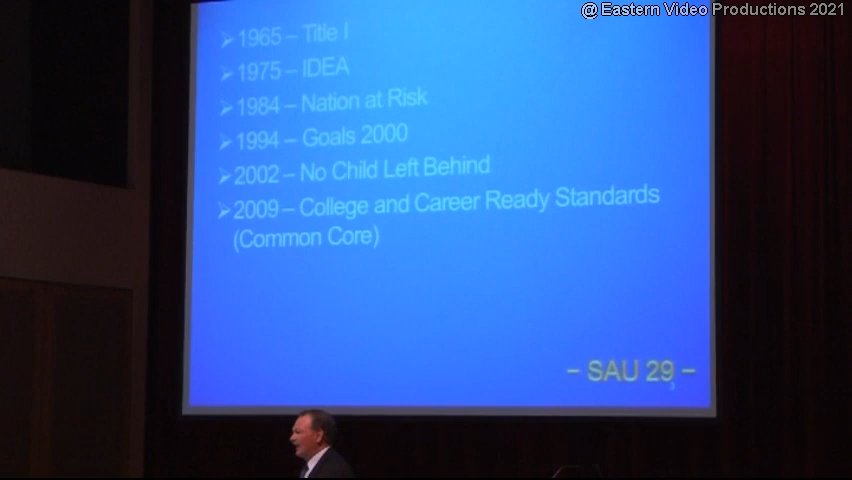 @ Eastern Video Productions 2021
➢1965 – Title I
➢1975 – IDEA
➢1984 – Nation at Risk
➢1994 – Goals 2000
➢2002 – No Child Left Behind
➢2009 – College and Career Ready Standards
(Common Core)
– SAU 29 –
3